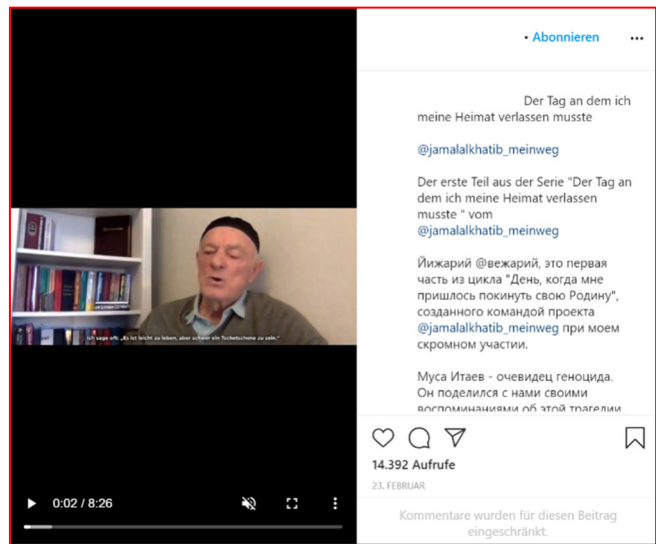 • Abonnieren ...
Der Tag an dem ich
meine Heimat verlassen musste
@jamalalkhatib_meinweg
Der erste Teil aus der Serie "Der Tag an
dem ich meine Heimat verlassen
musste " vom
@jamalalkhatib_meinweg
Йижарий @вежарий, это первая
часть из цикла "День, когда мне
пришлось покинуть свою Родину",
созданного командой проекта
@jamalalkhatib_meinweg при моем
скромном участии.
Муса Итаев - очевидец геноцида.
Он поделился с нами своими
воспоминаниями об этой трагедии
Ich sage oft: „Es ist leicht zu leben, aber schwer ein Tschetschene zu sein."
14.392 Aufrufe
23. FEBRUAR
0:02 / 8:26
Kommentare wurden für diesen Beitrag
eingeschränkt.